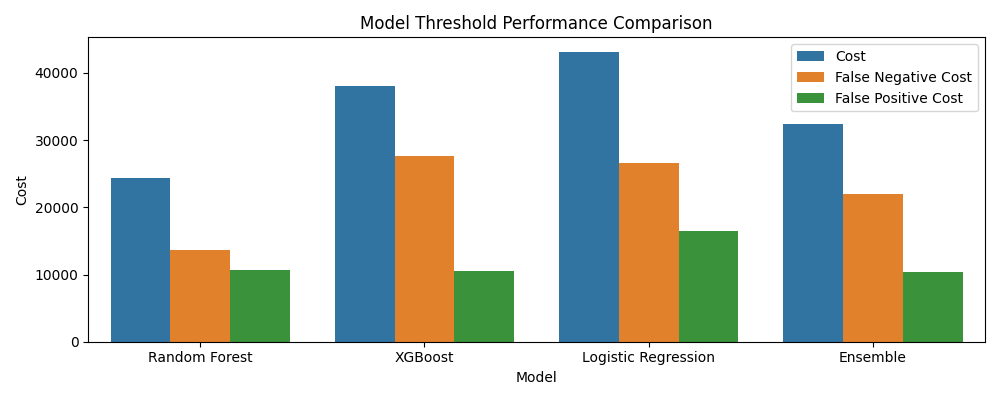 Model Threshold Performance Comparison
Cost
False Negative Cost
False Positive Cost
40000
30000
20000
10000
0
Cost
Random Forest
XGBoost
Logistic Regression
Ensemble
Model